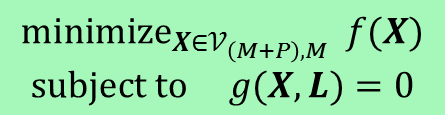 minimize_{𝑿∈𝒱_{(𝑀+𝑃),𝑀}} 𝑓(𝑿)
subject to 𝑔(𝑿, 𝑳) = 0